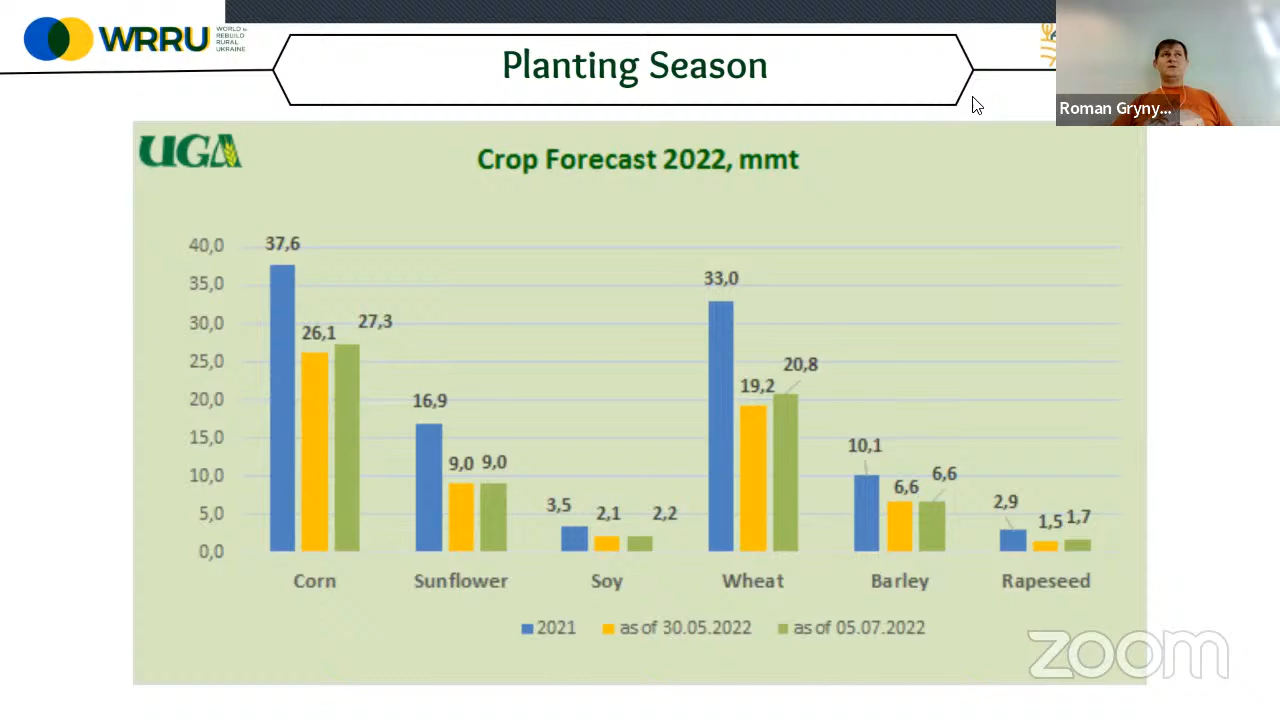 WRRU
WORLD to
REBUILD
RURAL
UKRAINE
Planting Season
Roman Gryny...
UGA
Crop Forecast 2022, mmt
40,0
35,0
30,0
25,0
20,0
15,0
10,0
5,0
0,0
37,6
26,1
27,3
16,9
9,0
9,0
3,5
2,1
2,2
33,0
19,2
20,8
10,1
6,6
6,6
2,9
1,5
1,7
Corn
Sunflower
Soy
Wheat
Barley
Rapeseed
2021
as of 30.05.2022
as of 05.07.2022
zoom